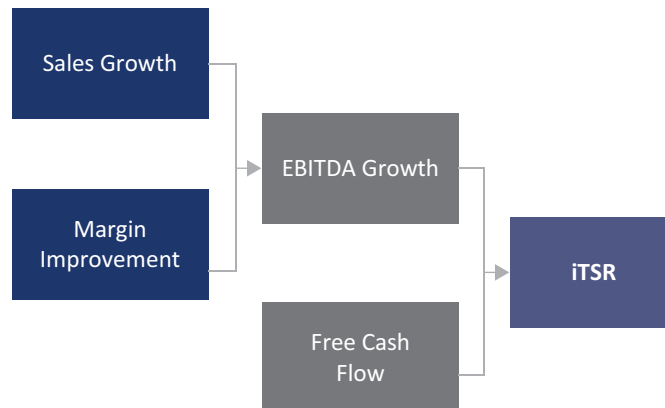 Sales Growth
Margin
Improvement
EBITDA Growth
Free Cash
Flow
iTSR